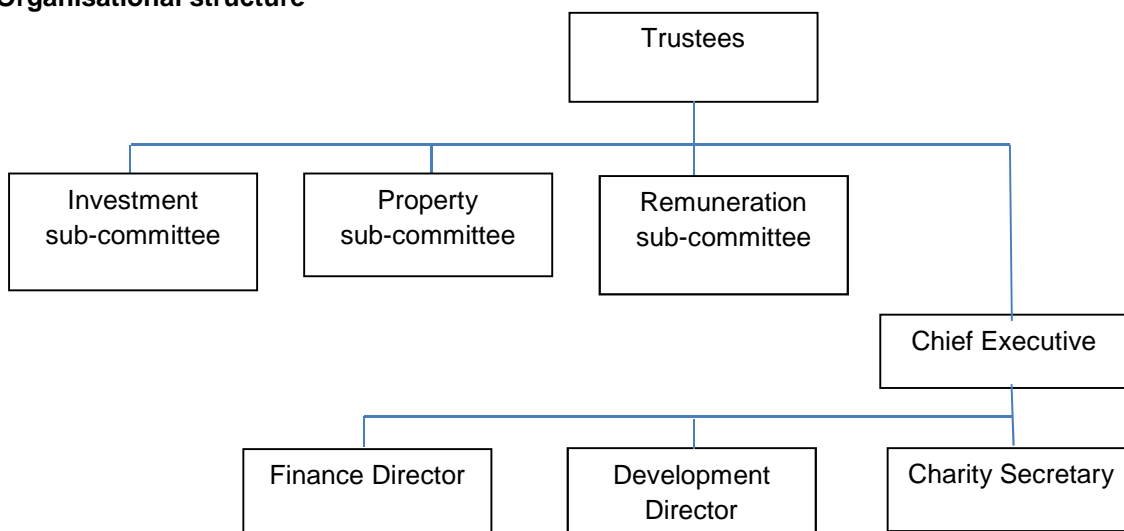 Organisational structure
Trustees
Investment
sub-committee
Property
sub-committee
Remuneration
sub-committee
Chief Executive
Finance Director
Development
Director
Charity Secretary